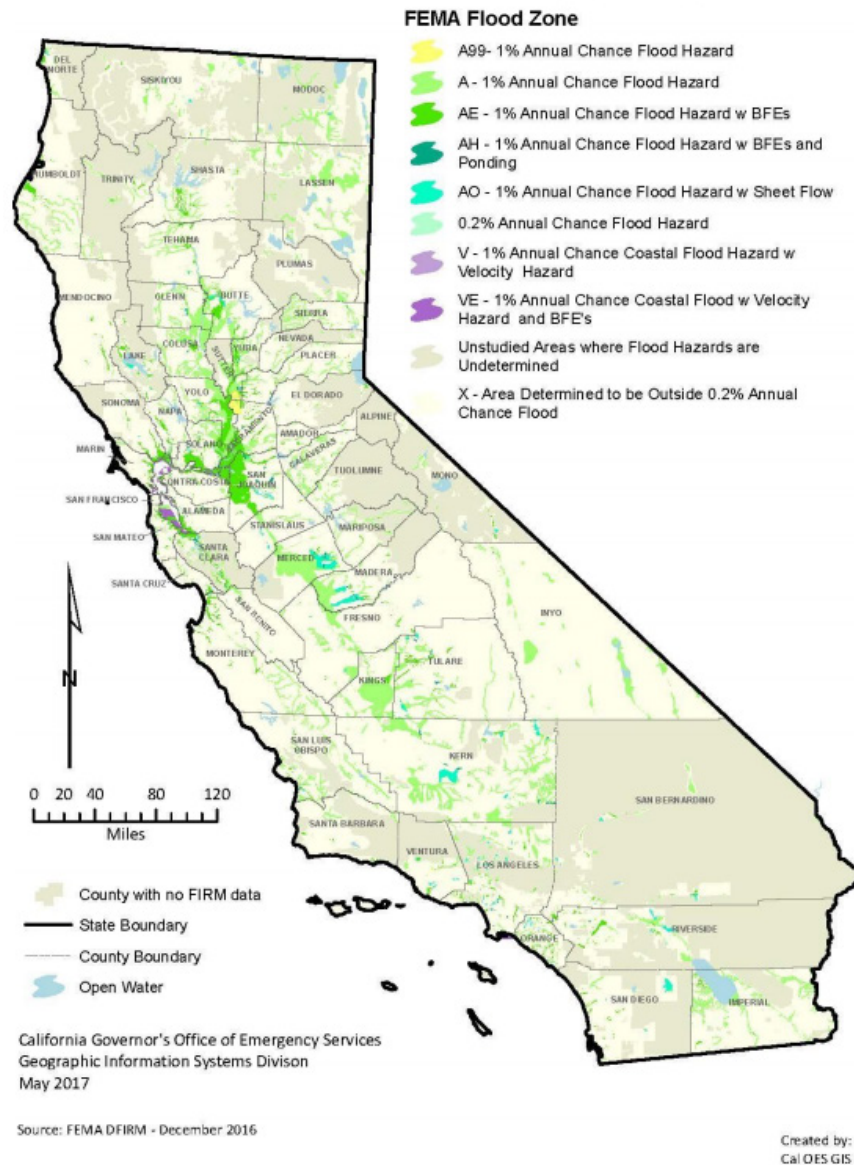 FEMA Flood Zone
A99- 1% Annual Chance Flood Hazard
A - 1% Annual Chance Flood Hazard
AE - 1% Annual Chance Flood Hazard w BFEs
AH - 1% Annual Chance Flood Hazard w BFEs and
Ponding
AO - 1% Annual Chance Flood Hazard w Sheet Flow
0.2% Annual Chance Flood Hazard
V - 1% Annual Chance Coastal Flood Hazard w
Velocity Hazard
VE - 1% Annual Chance Coastal Flood w Velocity
Hazard and BFE's
Unstudied Areas where Flood Hazards are
Undetermined
X - Area Determined to be Outside 0.2% Annual
Chance Flood
DEL
NORTE
SISKIYOU
MODOC
HUMBOLDT
TRINITY
SHASTA
LASSEN
TEHAMA
PLUMAS
MENDOCINO
GLENN
BUTTE
SIERRA
COLUSA
SUTTER
YUBA
NEVADA
PLACER
LAKE
YOLO
EL DORADO
SONOMA
NAPA
SACRAMENTO
ALPINE
AMADOR
SOLANO
CALAVERAS
MARIN
TUOLUMNE
MONO
CONTRA COSTA
SAN
JOAQUIN
SAN FRANCISCO
ALAMEDA
STANISLAUS
MARIPOSA
SAN MATEO
SANTA
CLARA
MERCED
MADERA
SANTA CRUZ
SAN BENITO
FRESNO
INYO
MONTEREY
TULARE
KINGS
N
SAN LUIS
OBISPO
KERN
SAN BERNARDINO
0 20 40 80 120
Miles
SANTA BARBARA
VENTURA
LOS ANGELES
ORANGE
RIVERSIDE
SAN DIEGO
IMPERIAL
County with no FIRM data
State Boundary
County Boundary
Open Water
California Governor's Office of Emergency Services
Geographic Information Systems Divison
May 2017
Source: FEMA DFIRM - December 2016
Created by:
Cal OES GIS